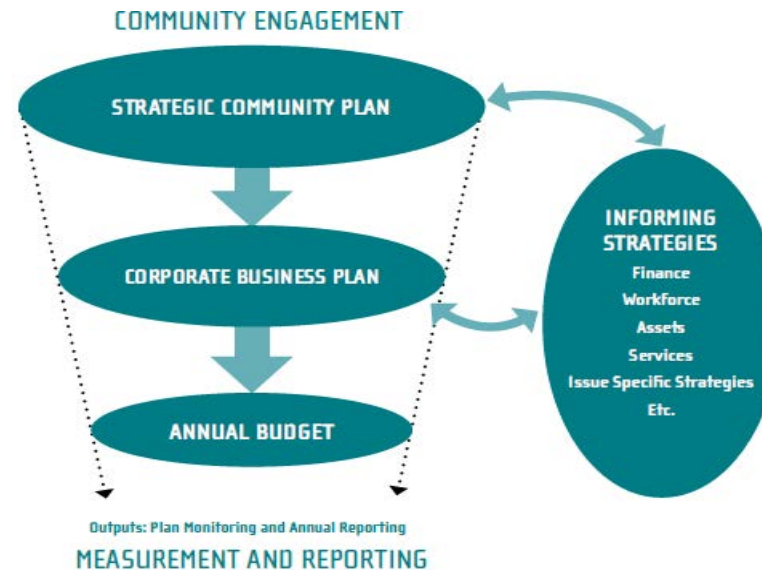 COMMUNITY ENGAGEMENT
STRATEGIC COMMUNITY PLAN
CORPORATE BUSINESS PLAN
ANNUAL BUDGET
INFORMING
STRATEGIES
Finance
Workforce
Assets
Services
Issue Specific Strategies
Etc.
Outputs: Plan Monitoring and Annual Reporting
MEASUREMENT AND REPORTING